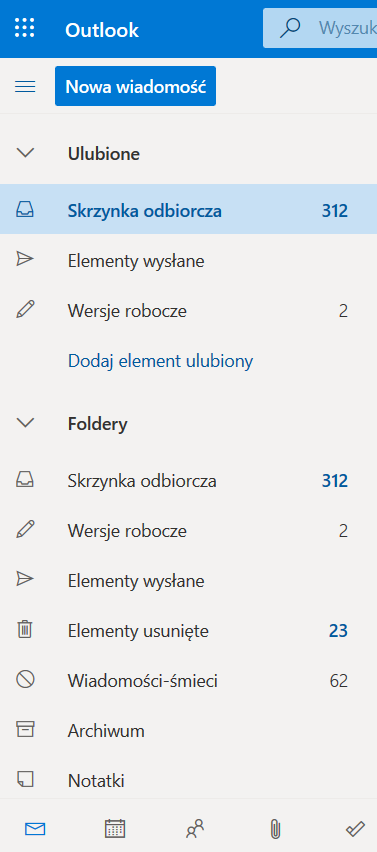 Outlook
Wyszuk
Nowa wiadomość
Ulubione
Skrzynka odbiorcza 312
Elementy wysłane
Wersje robocze 2
Dodaj element ulubiony
Foldery
Skrzynka odbiorcza 312
Wersje robocze 2
Elementy wysłane
Elementy usunięte 23
Wiadomości-śmieci 62
Archiwum
Notatki